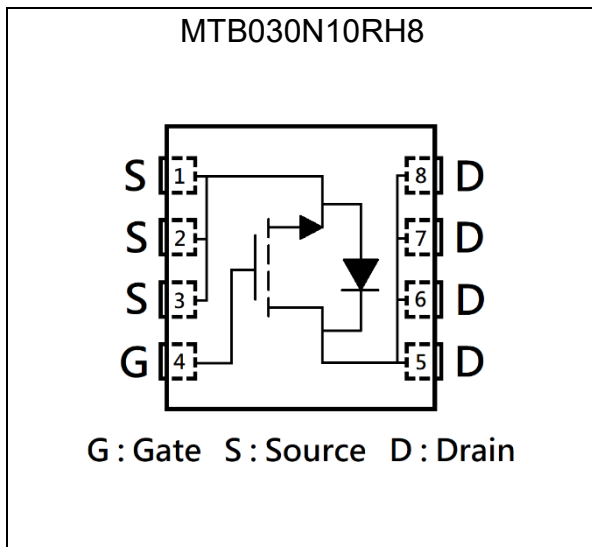 MTB030N10RH8
S 1 8 D
S 2 7 D
S 3 6 D
G 4 5 D
G : Gate S : Source D : Drain